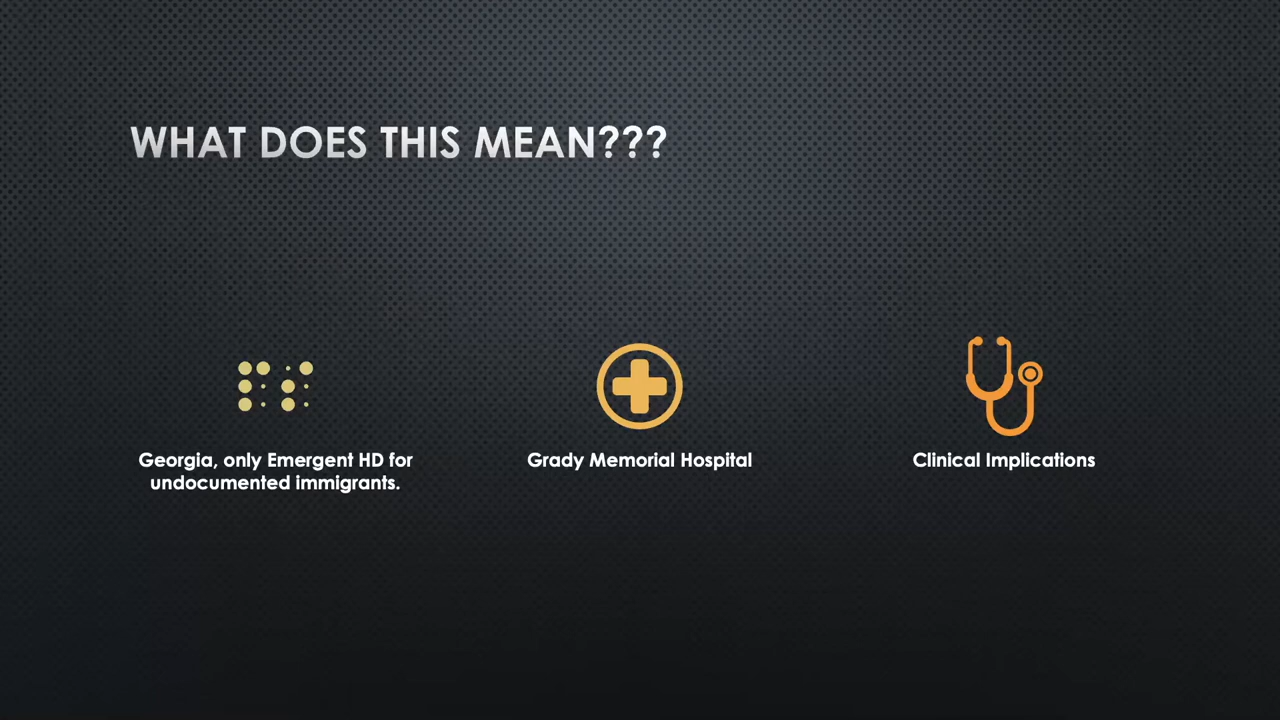 WHAT DOES THIS MEAN???
Georgia, only Emergent HD for
undocumented immigrants.
Grady Memorial Hospital
Clinical Implications